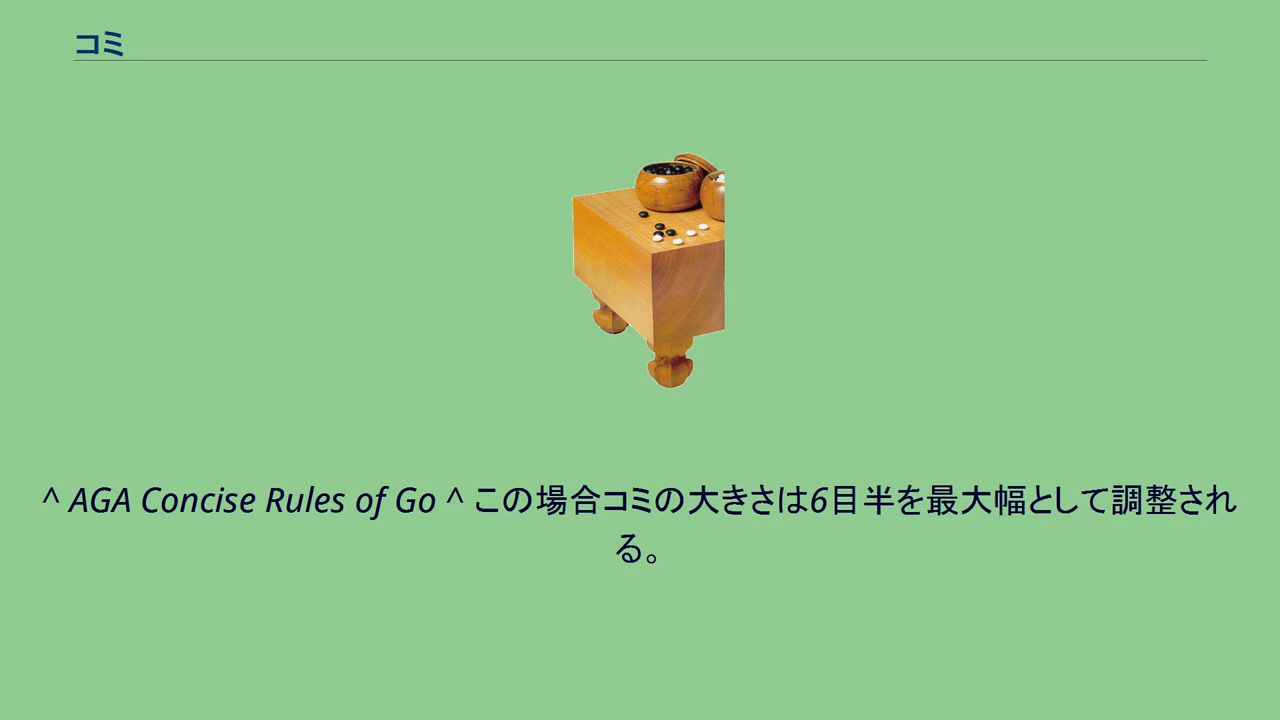 コミ
^ AGA Concise Rules of Go ^ この場合コミの大きさは6目半を最大幅として調整され
る。